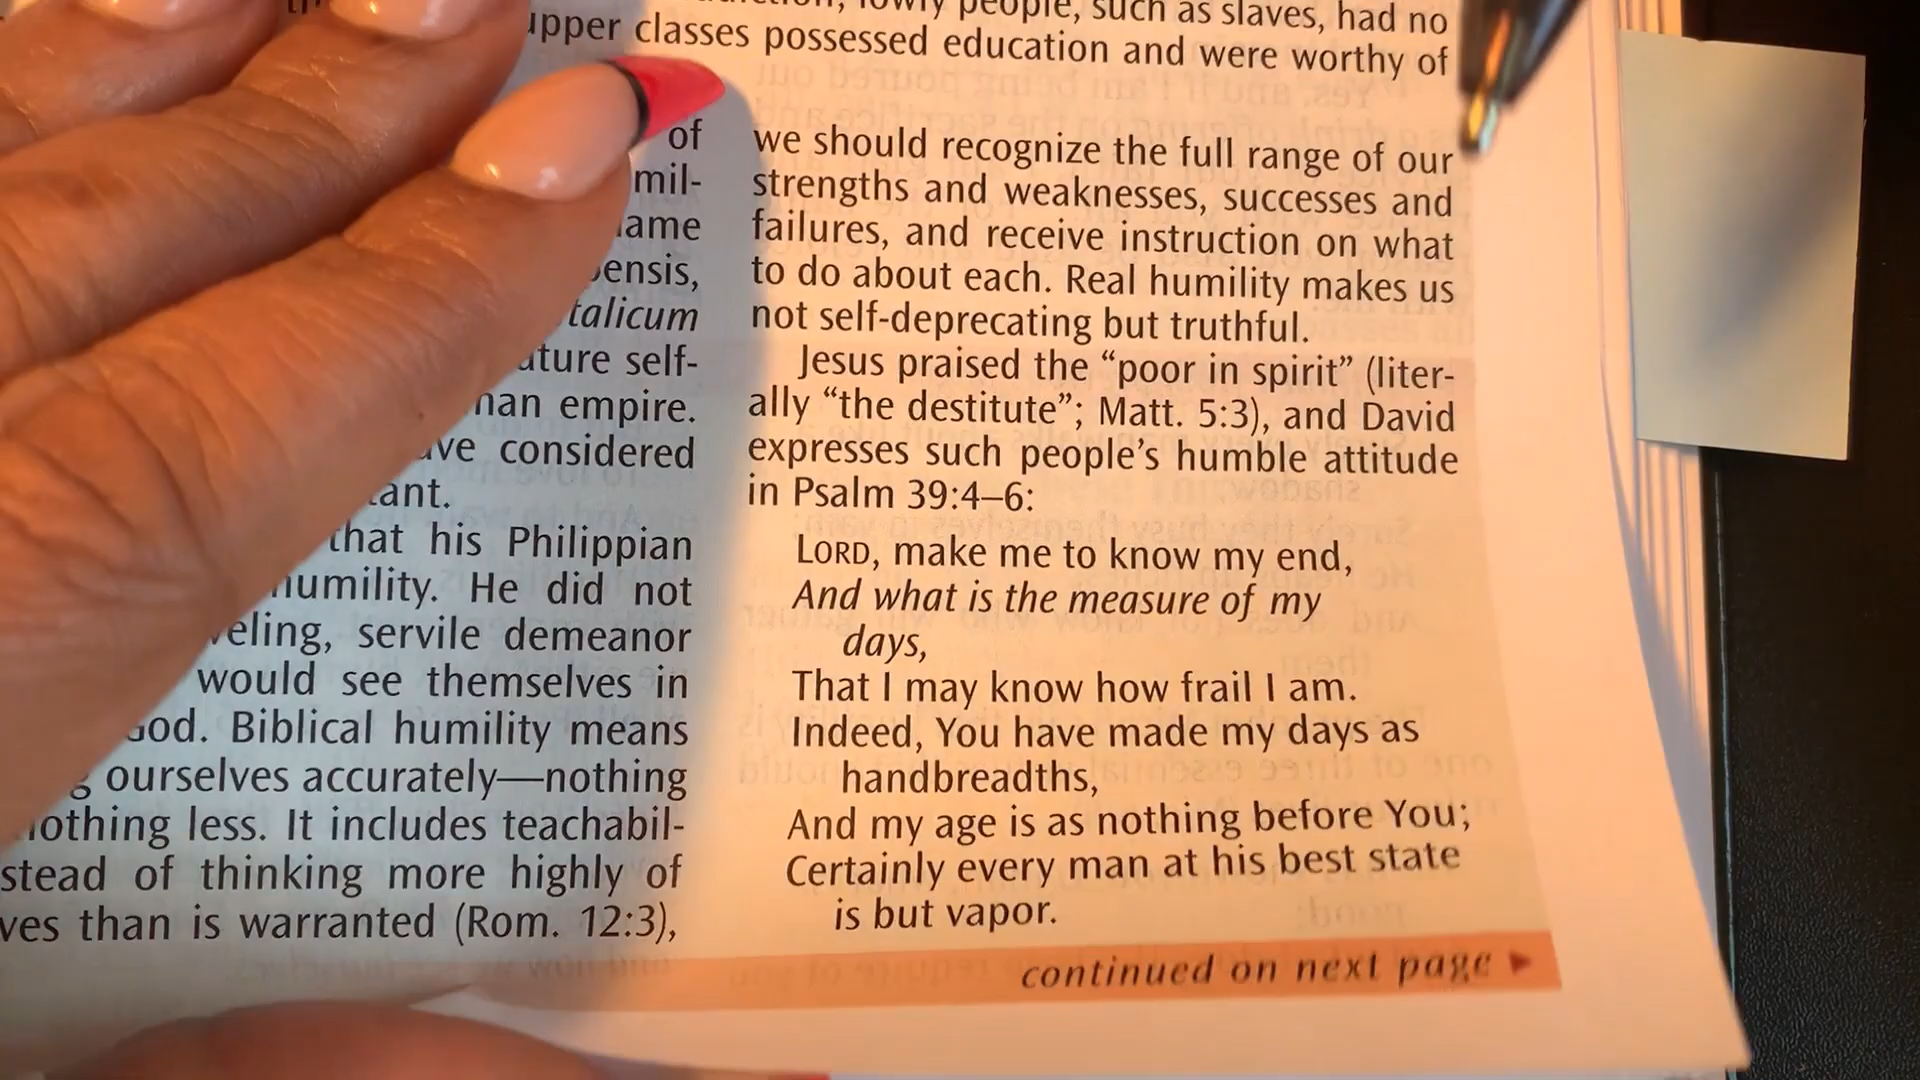 lowly people, such as slaves, had no
upper classes possessed education and were worthy of
of
mil-
ensis,
talicum
self-
empire.
considered
that his Philippian
humility. He did not
servile demeanor
would see themselves in
God. Biblical humility means
ourselves accurately—nothing
nothing less. It includes teachabil-
stead of thinking more highly of
ves than is warranted (Rom. 12:3),
we should recognize the full range of our
strengths and weaknesses, successes and
failures, and receive instruction on what
to do about each. Real humility makes us
not self-deprecating but truthful.
Jesus praised the “poor in spirit” (liter-
ally “the destitute”; Matt. 5:3), and David
expresses such people’s humble attitude
in Psalm 39:4–6:
LORD, make me to know my end,
And what is the measure of my
days,
That I may know how frail I am.
Indeed, You have made my days as
handbreadths,
And my age is as nothing before You;
Certainly every man at his best state
is but vapor.
continued on next page